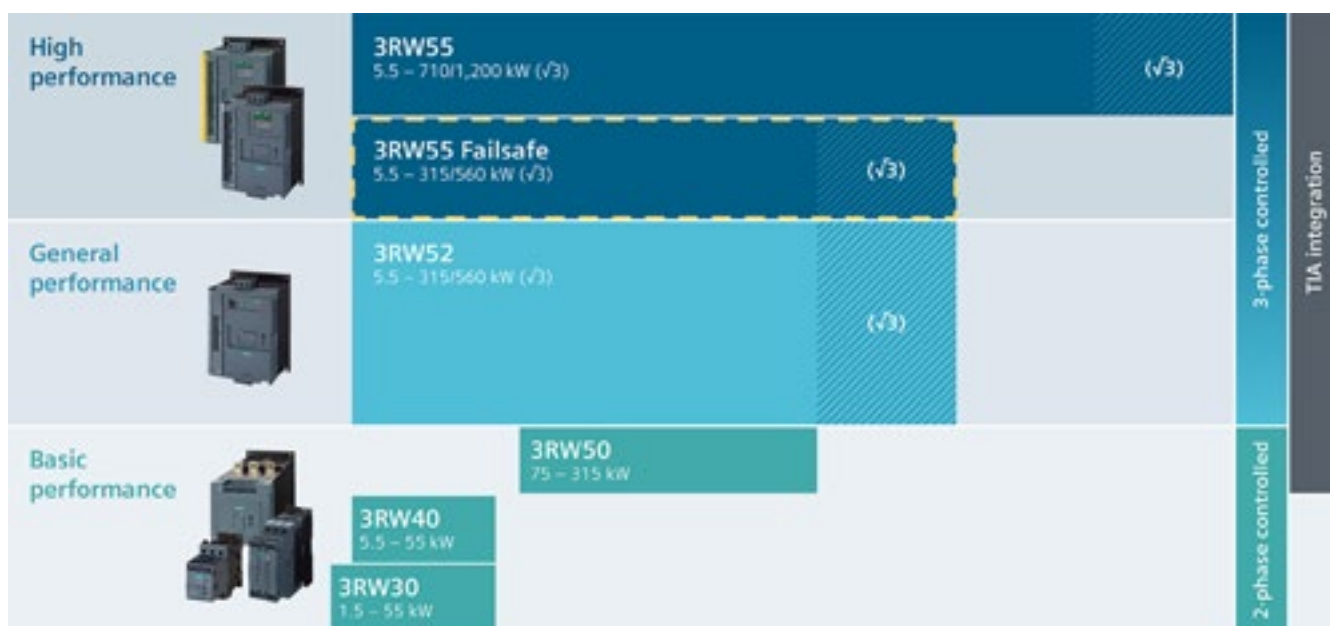 High
performance
3RW55
5.5 – 710/1,200 kW (√3)
(√3)
3RW55 Failsafe
5.5 – 315/560 kW (√3)
(√3)
General
performance
3RW52
5.5 – 315/560 kW (√3)
(√3)
Basic
performance
3RW50
75 – 315 kW
3RW40
5.5 – 55 kW
3RW30
1.5 – 55 kW
3-phase controlled
2-phase controlled
TIA integration